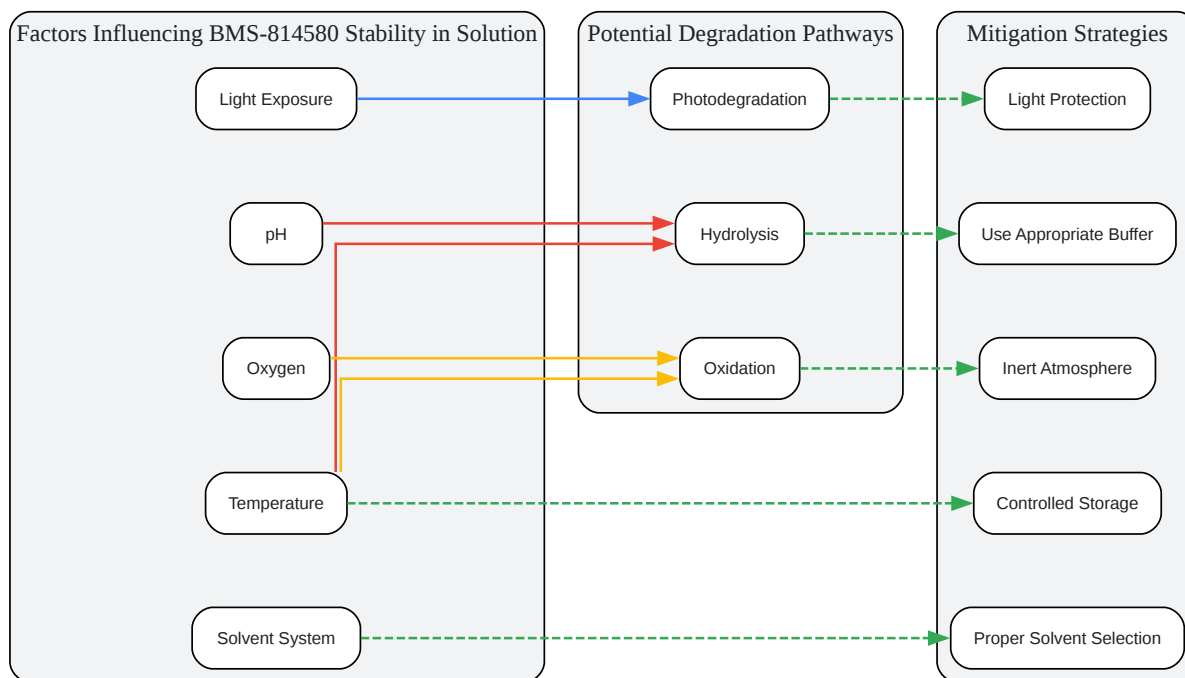 Factors Influencing BMS-814580 Stability in Solution
Potential Degradation Pathways
Mitigation Strategies
Light Exposure
Photodegradation
Light Protection
pH
Hydrolysis
Use Appropriate Buffer
Oxygen
Oxidation
Inert Atmosphere
Temperature
Controlled Storage
Solvent System
Proper Solvent Selection